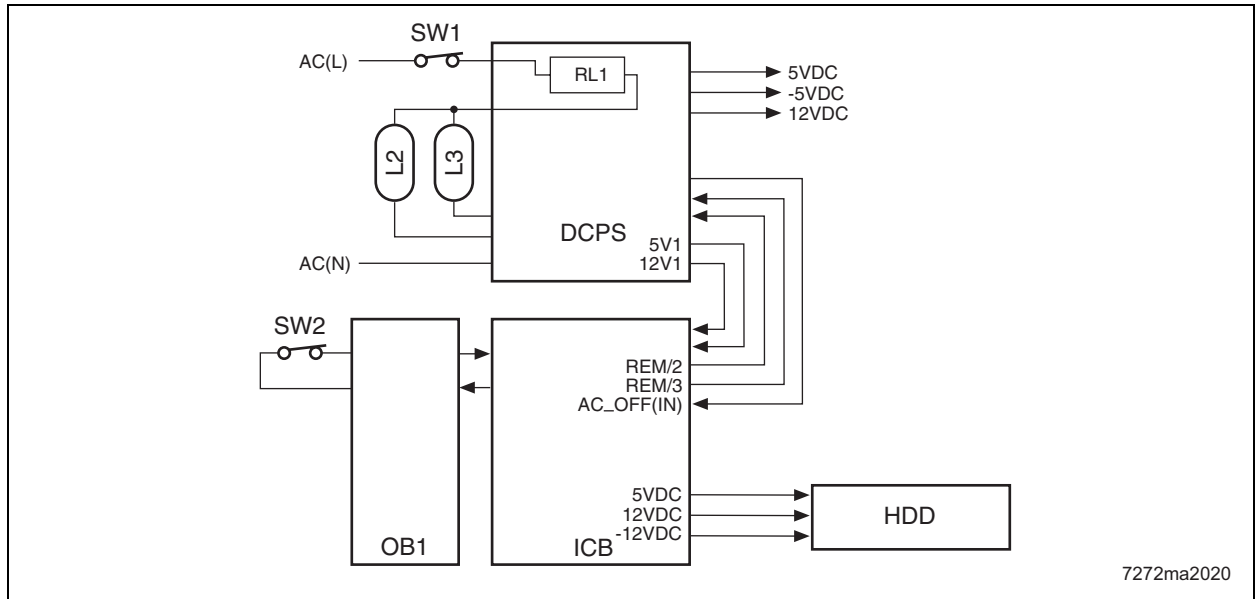 SW1
AC(L)
RL1
5VDC
-5VDC
12VDC
L2
L3
DCPS
5V1
12V1
AC(N)
SW2
REM/2
REM/3
AC_OFF(IN)
5VDC
12VDC
-12VDC
HDD
OB1
ICB
7272ma2020